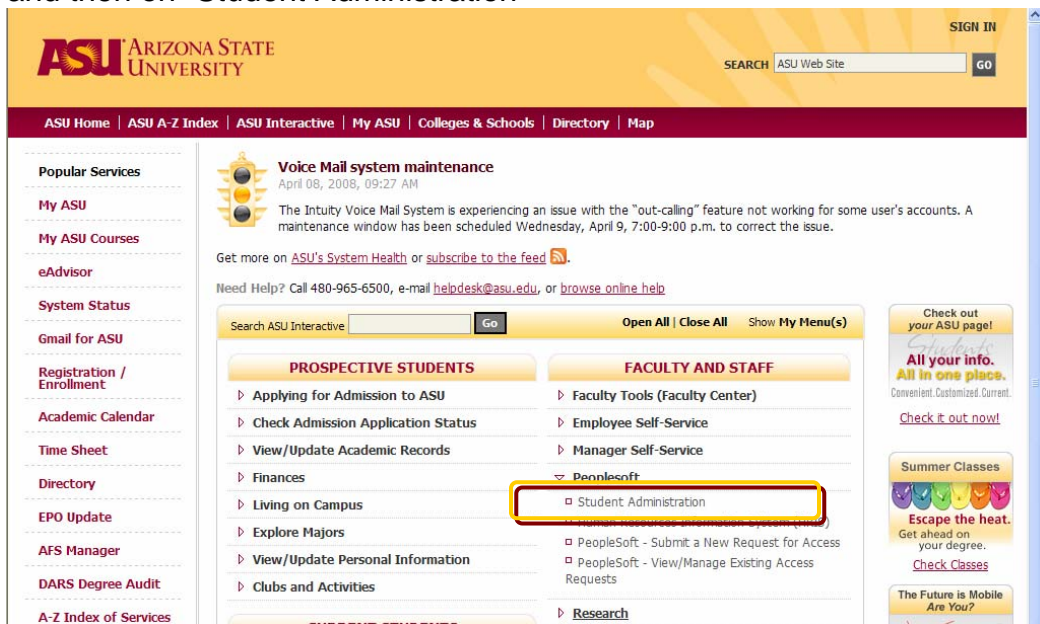 and then on "Student Administration"
SIGN IN
ASU ARIZONA STATE UNIVERSITY
SEARCH ASU Web Site GO
ASU Home | ASU A-Z Index | ASU Interactive | My ASU | Colleges & Schools | Directory | Map
Popular Services
My ASU
My ASU Courses
eAdvisor
System Status
Gmail for ASU
Registration /
Enrollment
Academic Calendar
Time Sheet
Directory
EPO Update
AFS Manager
DARS Degree Audit
A-Z Index of Services
Voice Mail system maintenance
April 08, 2008, 09:27 AM
The Intuity Voice Mail System is experiencing an issue with the "out-calling" feature not working for some user's accounts. A
maintenance window has been scheduled Wednesday, April 9, 7:00-9:00 p.m. to correct the issue.
Get more on ASU's System Health or subscribe to the feed.
Need Help? Call 480-965-6500, e-mail helpdesk@asu.edu, or browse online help
Search ASU Interactive Go Open All | Close All Show My Menu(s)
PROSPECTIVE STUDENTS
Applying for Admission to ASU
Check Admission Application Status
View/Update Academic Records
Finances
Living on Campus
Explore Majors
View/Update Personal Information
Clubs and Activities
CURRENT STUDENTS
FACULTY AND STAFF
Faculty Tools (Faculty Center)
Employee Self-Service
Manager Self-Service
Peoplesoft
Student Administration
Human Resources Information System (HRIS)
PeopleSoft - Submit a New Request for Access
PeopleSoft - View/Manage Existing Access
Requests
Research
Check out
your ASU page!
Students
All your info.
All in one place.
Convenient.Customized.Current.
Check it out now!
Summer Classes
Escape the heat.
Get ahead on
your degree.
Check Classes
The Future is Mobile
Are You?